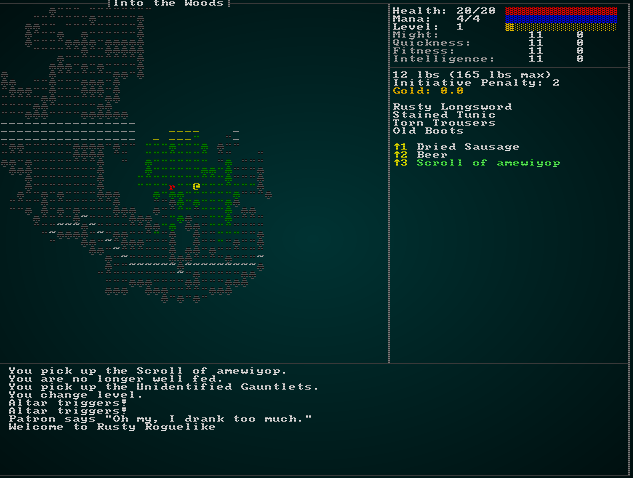 Into the Woods
Health: 20/20
Mana: 4/4
Level: 1
Might: 11 0
Quickness: 11 0
Fitness: 11 0
Intelligence: 11 0
12 lbs (165 lbs max)
Initiative Penalty: 2
Gold: 0.0
Rusty Longsword
Stained Tunic
Torn Trousers
Old Boots
↑1 Dried Sausage
↑2 Beer
↑3 Scroll of amewiyop
r @
You pick up the Scroll of amewiyop.
You are no longer well fed.
You pick up the Unidentified Gauntlets.
You change level.
Altar triggers!
Altar triggers!
Patron says "Oh my, I drank too much."
Welcome to Rusty Roguelike